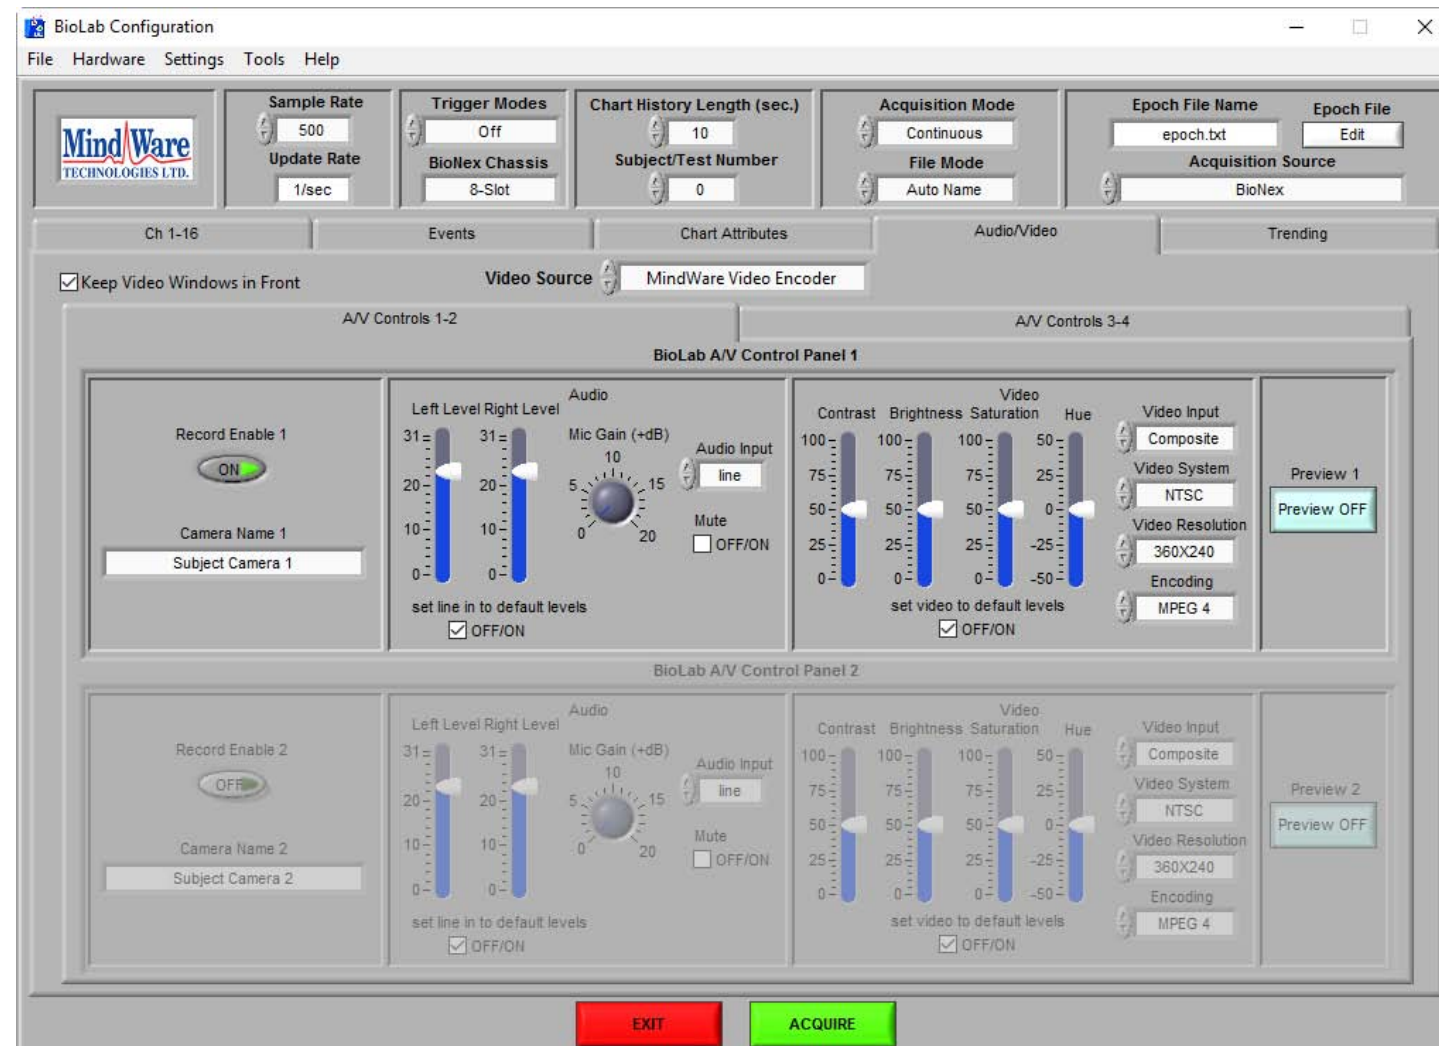 BioLab Configuration
File Hardware Settings Tools Help
MindWare
TECHNOLOGIES LTD.
Sample Rate
500
Update Rate
1/sec
Trigger Modes
Off
BioNex Chassis
8-Slot
Chart History Length (sec.)
10
Subject/Test Number
0
Acquisition Mode
Continuous
File Mode
Auto Name
Epoch File Name
epoch.txt
Epoch File
Edit
Acquisition Source
BioNex
Ch 1-16 Events Chart Attributes Audio/Video Trending
Keep Video Windows in Front
Video Source MindWare Video Encoder
A/V Controls 1-2 A/V Controls 3-4
BioLab A/V Control Panel 1
Record Enable 1
ON
Camera Name 1
Subject Camera 1
Audio
Left Level Right Level
31 31
20 20
10 10
0 0
Mic Gain (+dB)
10
5 15
0 20
Audio Input
line
Mute
OFF/ON
set line in to default levels
OFF/ON
Video
Contrast Brightness Saturation Hue
100 100 100 50
75 75 75 25
50 50 50 0
25 25 25 -25
0 0 0 -50
set video to default levels
OFF/ON
Video Input
Composite
Video System
NTSC
Video Resolution
360X240
Encoding
MPEG 4
Preview 1
Preview OFF
BioLab A/V Control Panel 2
Record Enable 2
OFF
Camera Name 2
Subject Camera 2
Audio
Left Level Right Level
31 31
20 20
10 10
0 0
Mic Gain (+dB)
10
5 15
0 20
Audio Input
line
Mute
OFF/ON
set line in to default levels
OFF/ON
Video
Contrast Brightness Saturation Hue
100 100 100 50
75 75 75 25
50 50 50 0
25 25 25 -25
0 0 0 -50
set video to default levels
OFF/ON
Video Input
Composite
Video System
NTSC
Video Resolution
360X240
Encoding
MPEG 4
Preview 2
Preview OFF
EXIT ACQUIRE